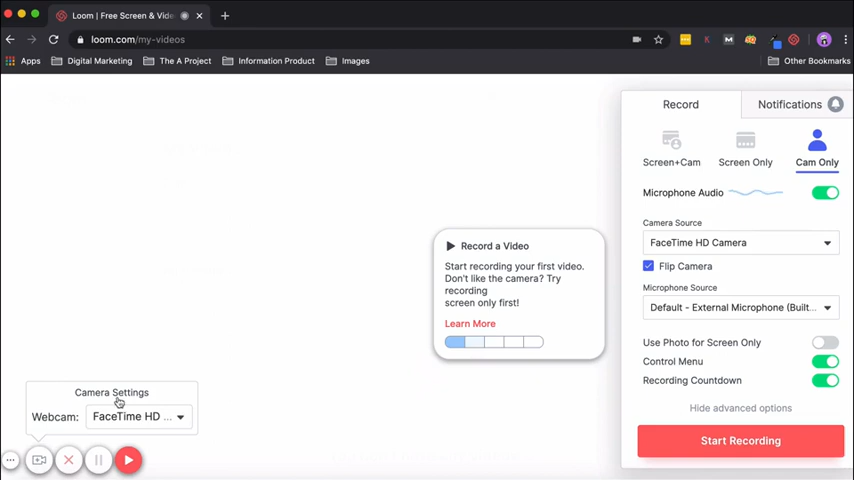 Loom | Free Screen & Vide
loom.com/my-videos
Apps
Digital Marketing
The A Project
Information Product
Images
Other Bookmarks
Record
Notifications
Screen+Cam
Screen Only
Cam Only
Microphone Audio
Camera Source
FaceTime HD Camera
Flip Camera
Microphone Source
Default - External Microphone (Built...
Use Photo for Screen Only
Control Menu
Recording Countdown
Hide advanced options
Start Recording
Record a Video
Start recording your first video.
Don't like the camera? Try
recording
screen only first!
Learn More
Camera Settings
Webcam:
FaceTime HD ...